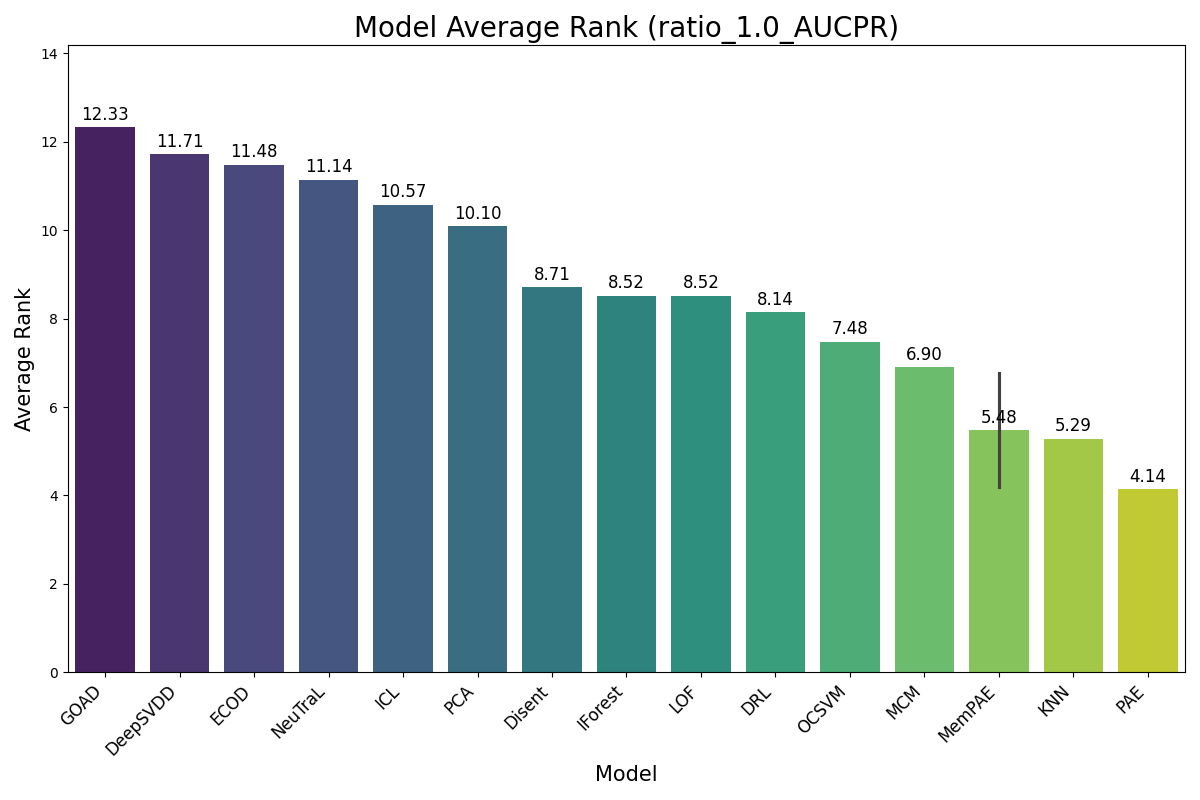 Model Average Rank (ratio_1.0_AUCPR)
Average Rank
14
12
10
8
6
4
2
0
12.33
11.71
11.48
11.14
10.57
10.10
8.71
8.52
8.52
8.14
7.48
6.90
5.48
5.29
4.14
GOAD
DeepSVDD
ECOD
NeuTraL
ICL
PCA
Disent
IForest
LOF
DRL
OCSVM
MCM
MemPAE
KNN
PAE
Model